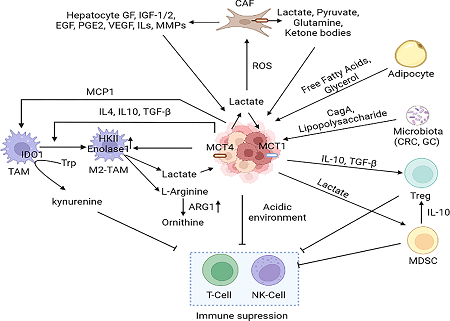 CAF
Hepatocyte GF, IGF-1/2,
EGF, PGE2, VEGF, ILs, MMPs
Lactate, Pyruvate,
Glutamine,
Ketone bodies
MCT4
ROS
Free Fatty Acids,
Glycerol
Adipocyte
MCP1
Lactate
IL4, IL10, TGF-β
CagA,
Lipopolysaccharide
Microbiota
(CRC, GC)
HKII
IDO1
Enolase1
Trp
TAM
M2-TAM
MCT4
MCT1
IL-10, TGF-β
Lactate
Lactate
Treg
L-Arginine
kynurenine
ARG1
Ornithine
Acidic
environment
IL-10
MDSC
T-Cell
NK-Cell
Immune supression